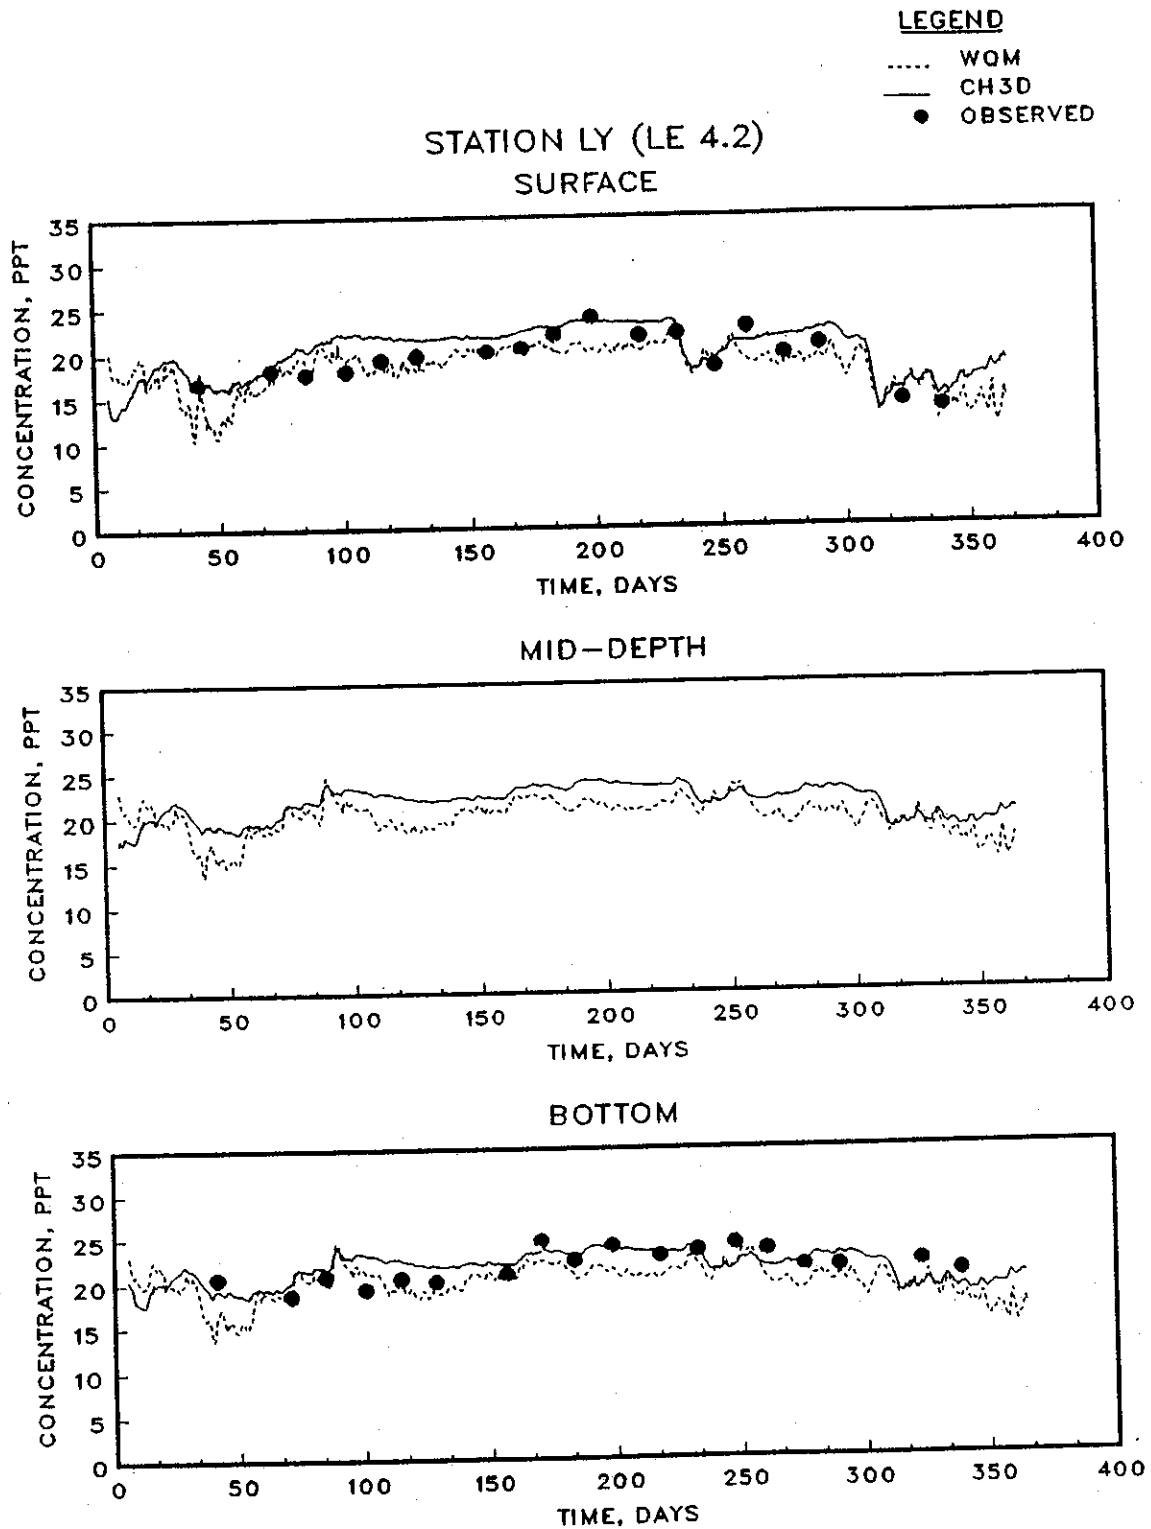 LEGEND
WQM
CH3D
OBSERVED
STATION LY (LE 4.2)
SURFACE
CONCENTRATION, PPT
35
30
25
20
15
10
5
0
0 50 100 150 200 250 300 350 400
TIME, DAYS
MID-DEPTH
CONCENTRATION, PPT
35
30
25
20
15
10
5
0
0 50 100 150 200 250 300 350 400
TIME, DAYS
BOTTOM
CONCENTRATION, PPT
35
30
25
20
15
10
5
0
0 50 100 150 200 250 300 350 400
TIME, DAYS